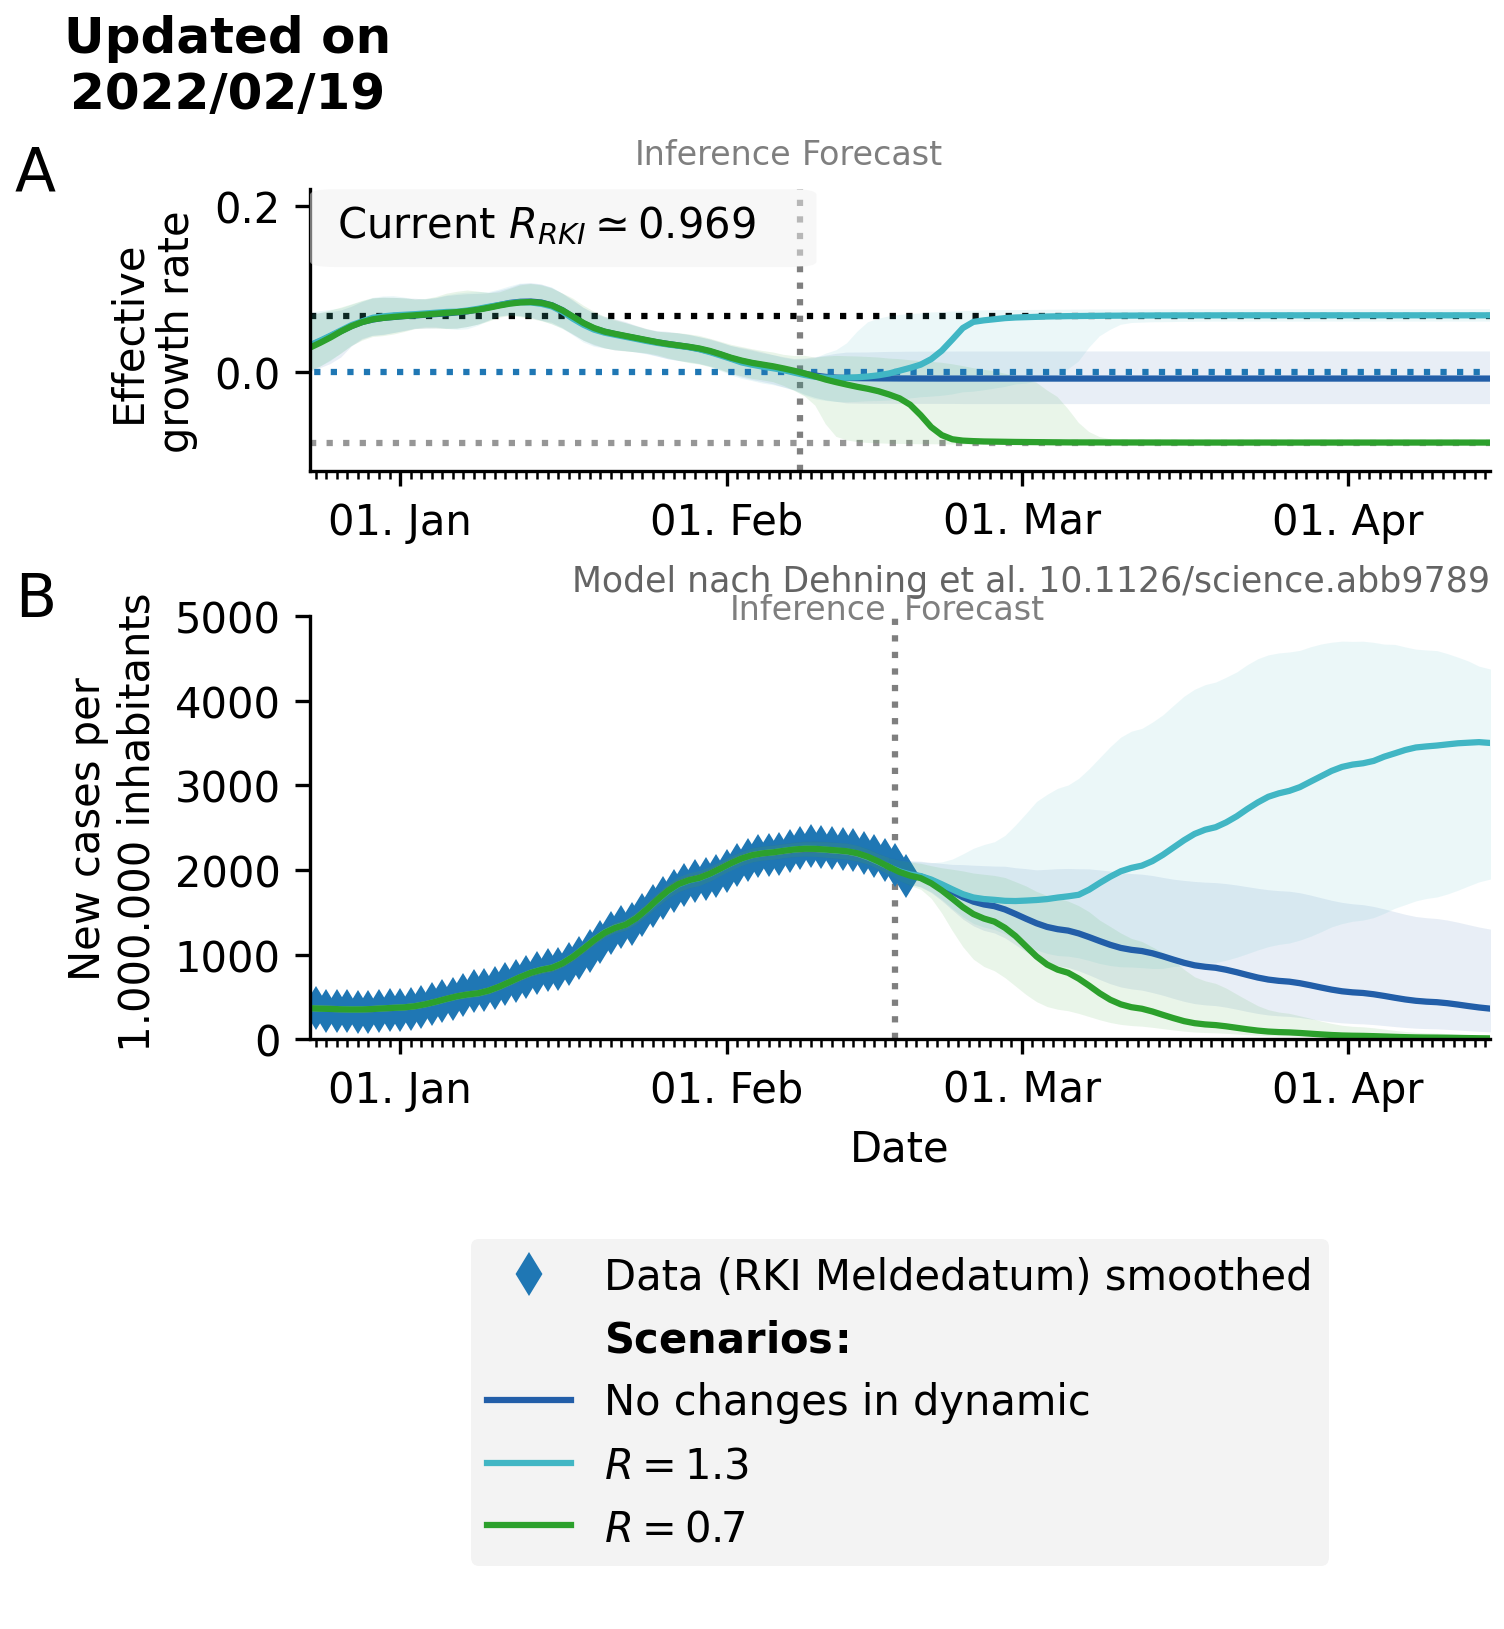 Updated on
2022/02/19
A
Inference Forecast
Effective
growth rate
0.2
0.0
Current R_RKI ≃ 0.969
01. Jan
01. Feb
01. Mar
01. Apr
B
Model nach Dehning et al. 10.1126/science.abb9789
Inference Forecast
New cases per
1.000.000 inhabitants
5000
4000
3000
2000
1000
0
01. Jan
01. Feb
01. Mar
01. Apr
Date
Data (RKI Meldedatum) smoothed
Scenarios:
No changes in dynamic
R = 1.3
R = 0.7